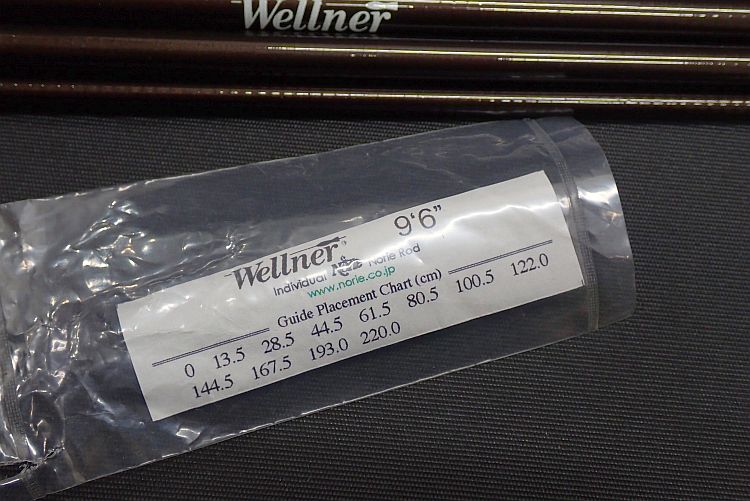 Wellner
Wellner® 9'6"
Individual Norie Rod
www.norie.co.jp
Guide Placement Chart (cm)
0 13.5 28.5 44.5 61.5 80.5 100.5 122.0
144.5 167.5 193.0 220.0